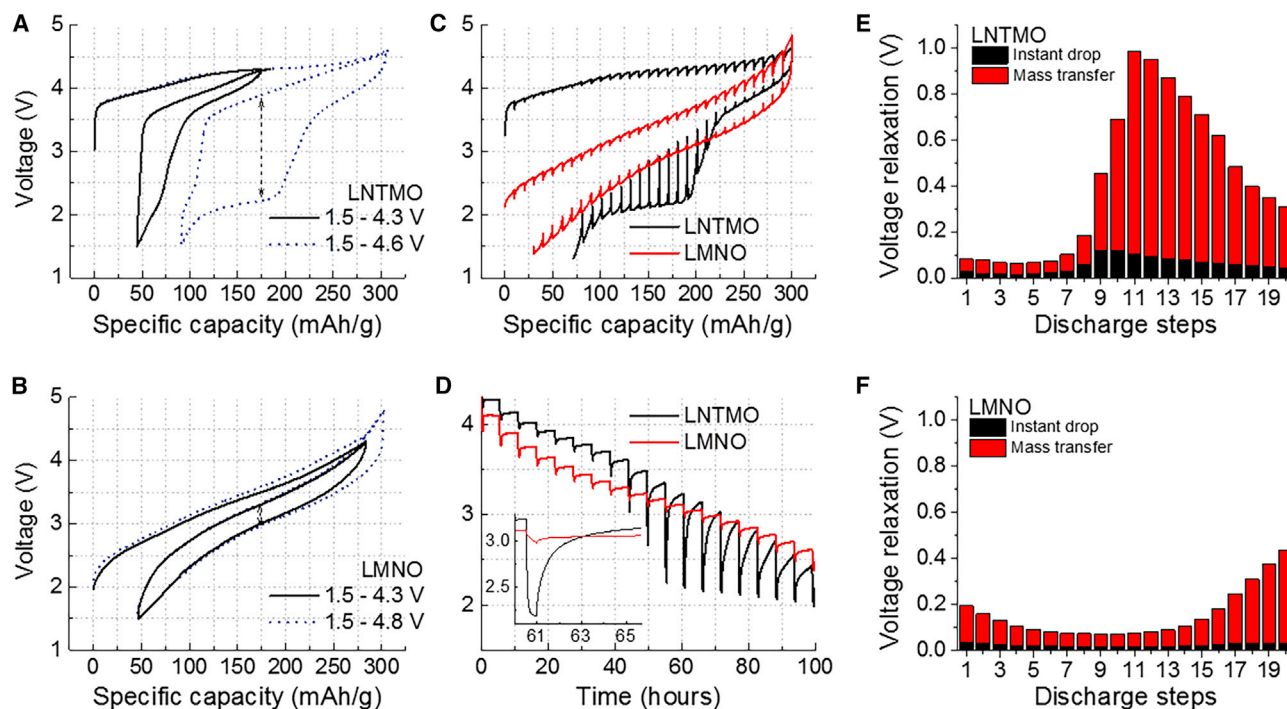 A
5
4
3
2
1
Voltage (V)
LNTMO
1.5 - 4.3 V
1.5 - 4.6 V
0 50 100 150 200 250 300
Specific capacity (mAh/g)
B
5
4
3
2
1
Voltage (V)
LMNO
1.5 - 4.3 V
1.5 - 4.8 V
0 50 100 150 200 250 300
Specific capacity (mAh/g)
C
5
4
3
2
1
LNTMO
LMNO
0 50 100 150 200 250 300
Specific capacity (mAh/g)
D
4
3
2
LNTMO
LMNO
3.0
2.5
61 63 65
0 20 40 60 80 100
Time (hours)
E
LNTMO
Instant drop
Mass transfer
1.0
0.8
0.6
0.4
0.2
0.0
Voltage relaxation (V)
1 3 5 7 9 11 13 15 17 19
Discharge steps
F
LMNO
Instant drop
Mass transfer
1.0
0.8
0.6
0.4
0.2
0.0
Voltage relaxation (V)
1 3 5 7 9 11 13 15 17 19
Discharge steps